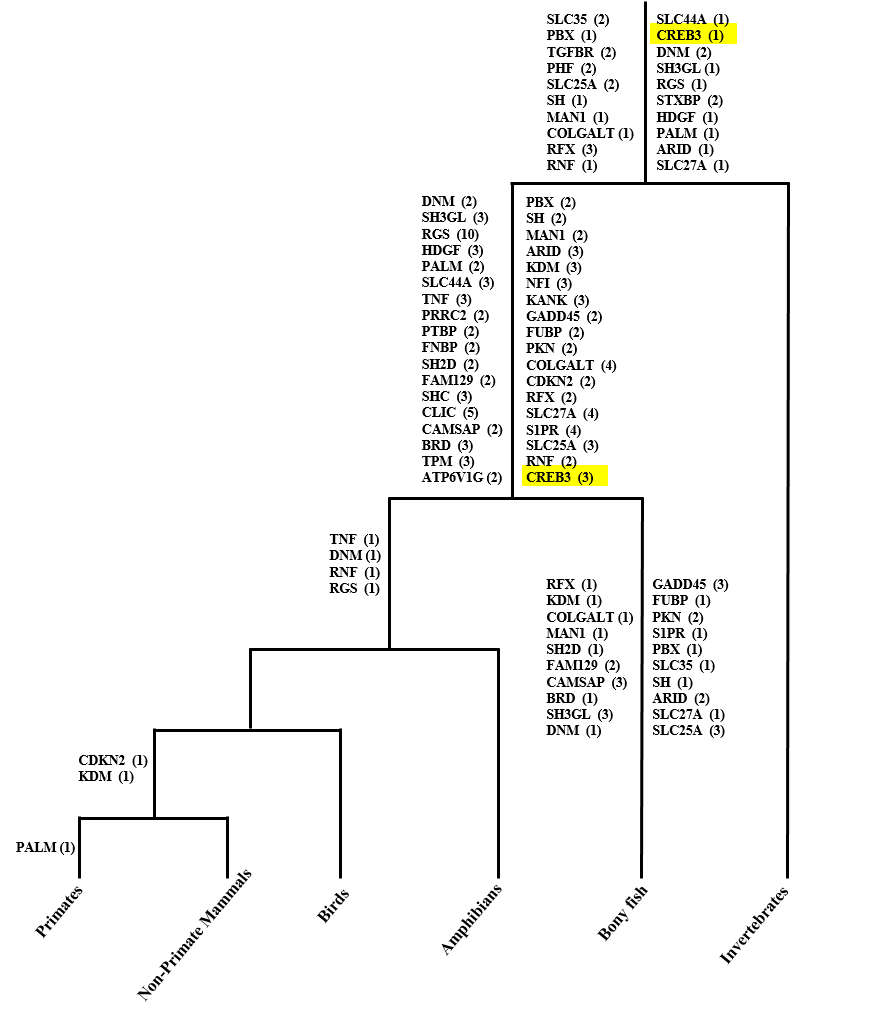 SLC35 (2)
PBX (1)
TGFBR (2)
PHF (2)
SLC25A (2)
SH (1)
MAN1 (1)
COLGALT (1)
RFX (3)
RNF (1)
SLC44A (1)
CREB3 (1)
DNM (2)
SH3GL (1)
RGS (1)
STXBP (2)
HDGF (1)
PALM (1)
ARID (1)
SLC27A (1)
DNM (2)
SH3GL (3)
RGS (10)
HDGF (3)
PALM (2)
SLC44A (3)
TNF (3)
PRRC2 (2)
PTBP (2)
FNBP (2)
SH2D (2)
FAM129 (2)
SHC (3)
CLIC (5)
CAMSAP (2)
BRD (3)
TPM (3)
ATP6V1G (2)
PBX (2)
SH (2)
MAN1 (2)
ARID (3)
KDM (3)
NFI (3)
KANK (3)
GADD45 (2)
FUBP (2)
PKN (2)
COLGALT (4)
CDKN2 (2)
RFX (2)
SLC27A (4)
S1PR (4)
SLC25A (3)
RNF (2)
CREB3 (3)
TNF (1)
DNM (1)
RNF (1)
RGS (1)
RFX (1)
KDM (1)
COLGALT (1)
MAN1 (1)
SH2D (1)
FAM129 (2)
CAMSAP (3)
BRD (1)
SH3GL (3)
DNM (1)
GADD45 (3)
FUBP (1)
PKN (2)
S1PR (1)
PBX (1)
SLC35 (1)
SH (1)
ARID (2)
SLC27A (1)
SLC25A (3)
CDKN2 (1)
KDM (1)
PALM (1)
Primates
Non-Primate Mammals
Birds
Amphibians
Bony fish
Invertebrates